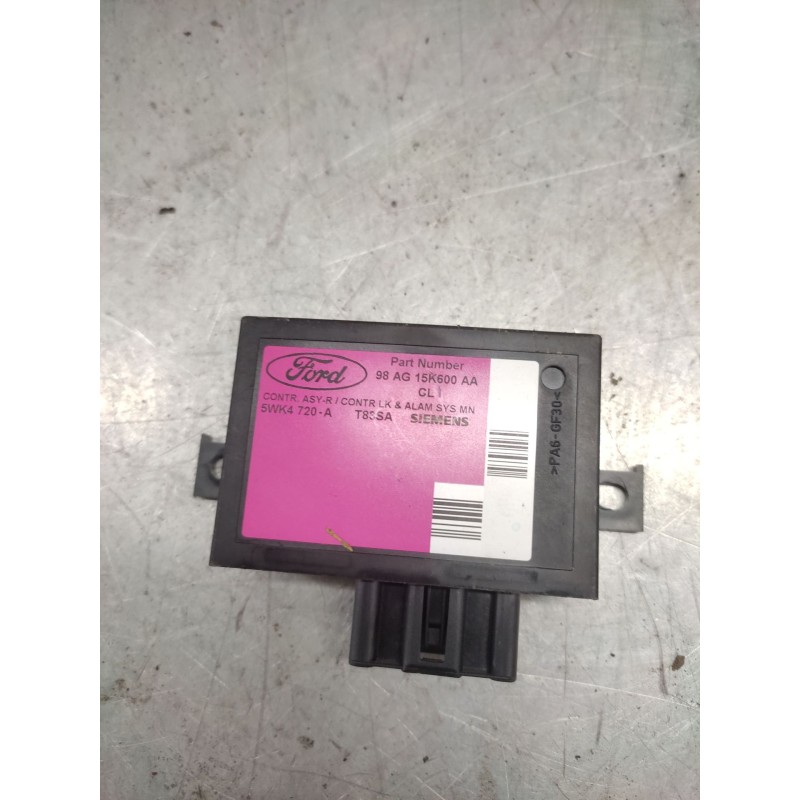 Ford
Part Number
98 AG 15K600 AA
CL I
CONTR. ASY-R / CONTR LK & ALAM SYS MN
5WK4 720-A T83SA SIEMENS
>PA6-GF30<